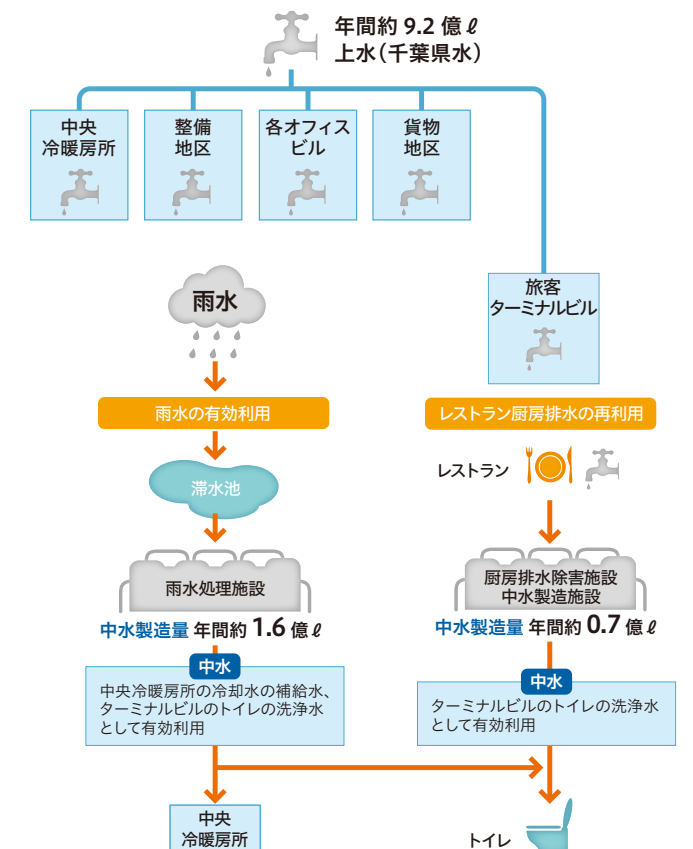 年間約 9.2 億ℓ
上水（千葉県水）
中央
冷暖房所
整備
地区
各オフィス
ビル
貨物
地区
旅客
ターミナルビル
雨水
雨水の有効利用
滞水池
雨水処理施設
中水製造量 年間約 1.6 億ℓ
中水
中央冷暖房所の冷却水の補給水、
ターミナルビルのトイレの洗浄水
として有効利用
中央
冷暖房所
レストラン厨房排水の再利用
レストラン
厨房排水除害施設
中水製造施設
中水製造量 年間約 0.7 億ℓ
中水
ターミナルビルのトイレの洗浄水
として有効利用
トイレ